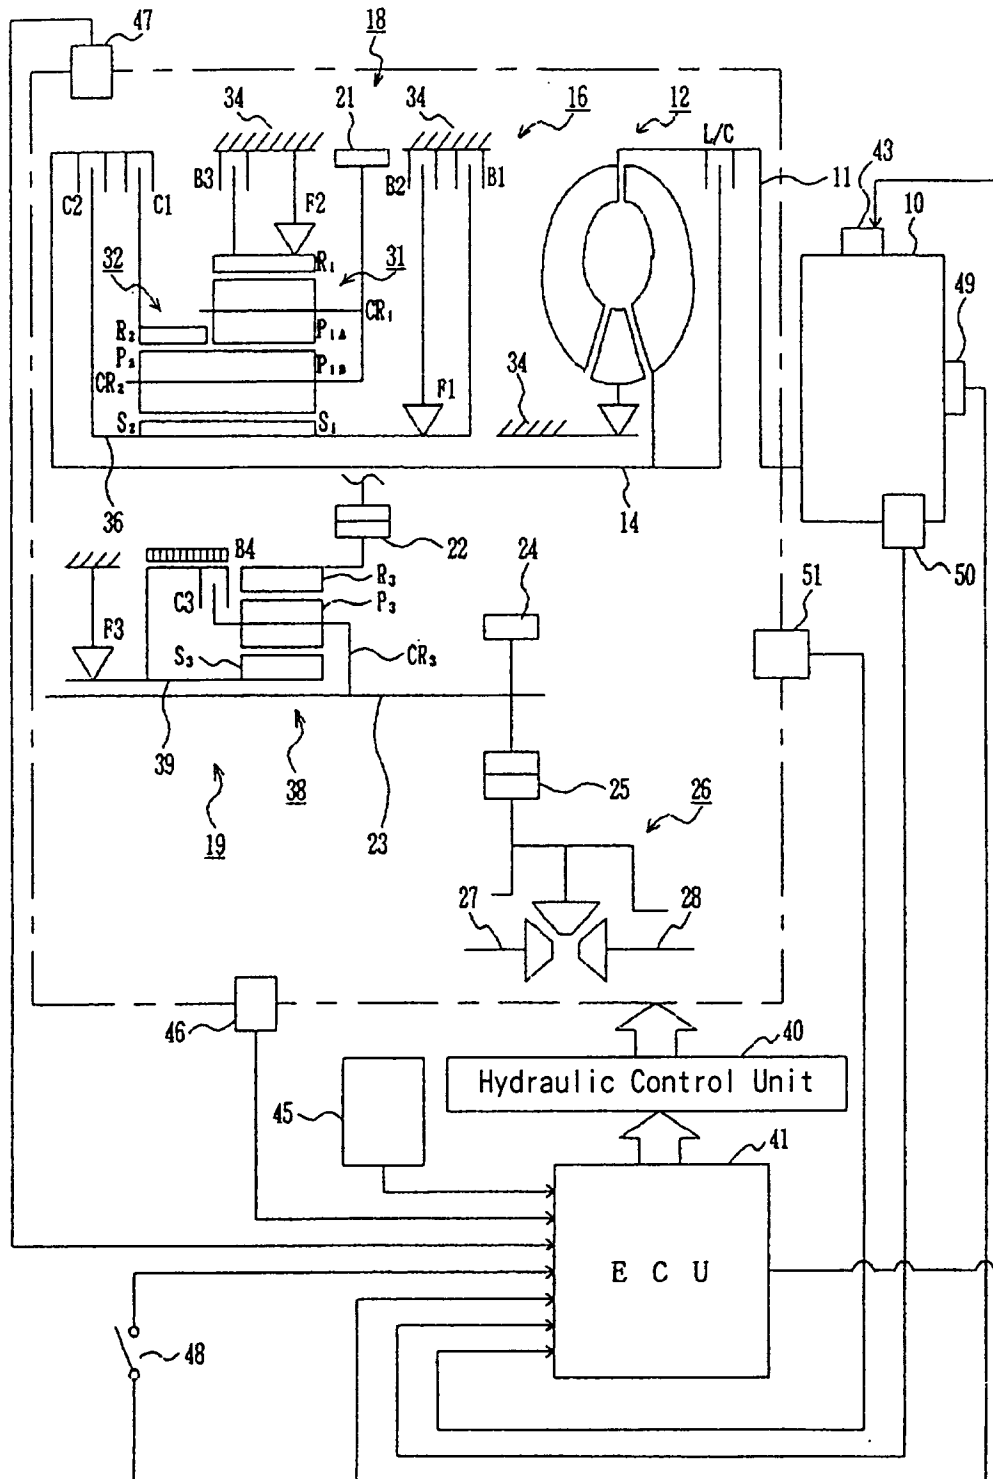 47
18
34
21
34
16
12
L/C
43
11
10
B3
B2
B1
C2
C1
F2
49
32
R₁
31
CR₁
R₂
P₁A
P₂
P₁B
CR₂
F1
34
S₂
S₁
36
14
22
24
50
B4
R₃
51
C3
P₃
F3
S₃
CR₃
39
38
25
26
19
23
27
28
46
40
Hydraulic Control Unit
45
41
E C U
48